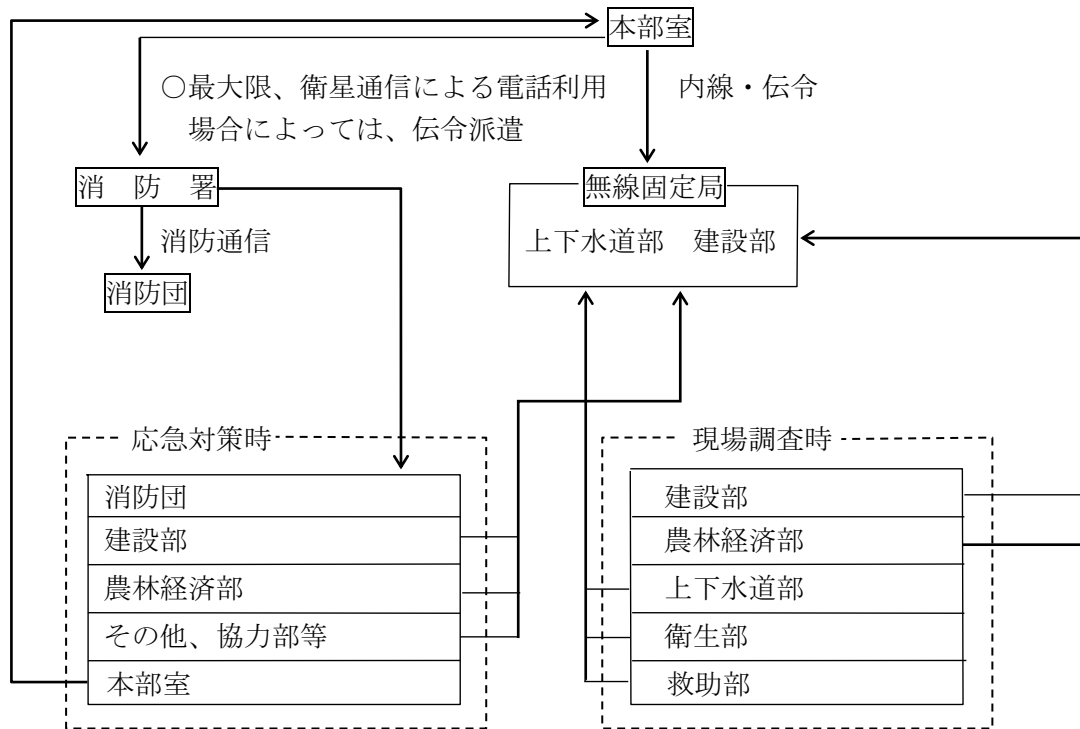 本部室
○最大限、衛星通信による電話利用
場合によっては、伝令派遣
内線・伝令
消　防　署
無線固定局
消防通信
上下水道部　建設部
消防団
応急対策時
消防団
建設部
農林経済部
その他、協力部等
本部室
現場調査時
建設部
農林経済部
上下水道部
衛生部
救助部